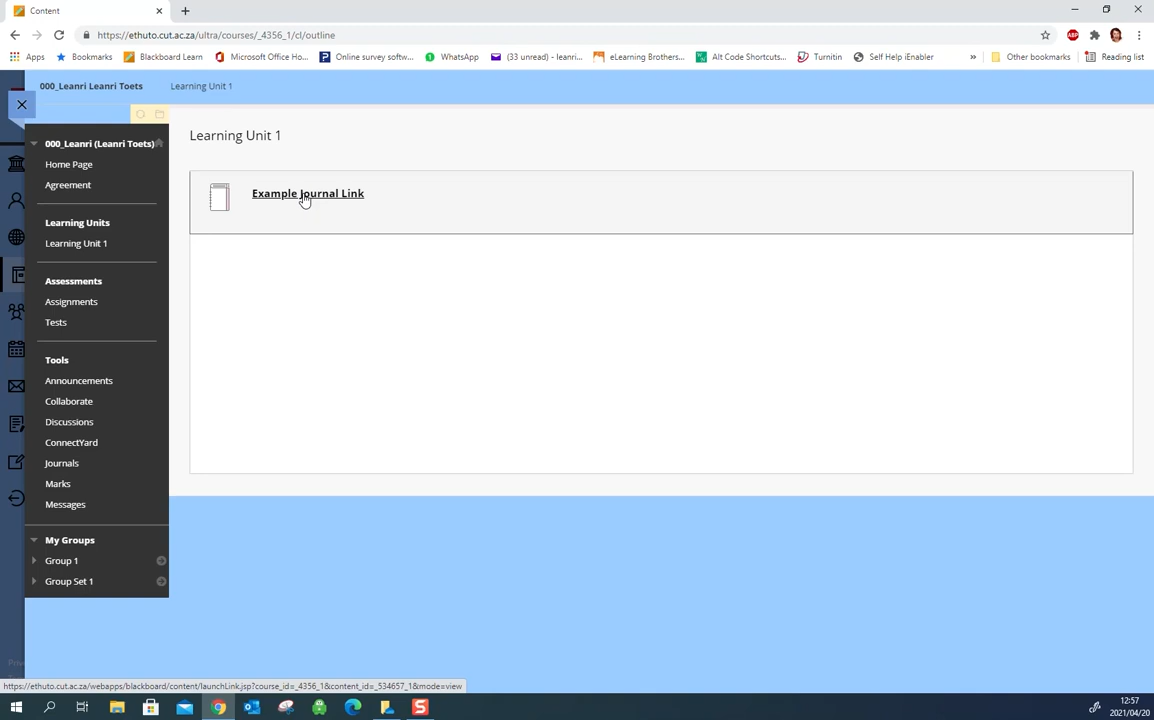 Content
https://ethuto.cut.ac.za/ultra/courses/_4356_1/cl/outline
ABP
Apps Bookmarks Blackboard Learn Microsoft Office Ho... Online survey softw... WhatsApp (33 unread) - leanri... eLearning Brothers... Alt Code Shortcuts... Turnitin Self Help iEnabler » Other bookmarks Reading list
000_Leanri Leanri Toets Learning Unit 1
000_Leanri (Leanri Toets)
Home Page
Agreement
Learning Units
Learning Unit 1
Assessments
Assignments
Tests
Tools
Announcements
Collaborate
Discussions
ConnectYard
Journals
Marks
Messages
My Groups
Group 1
Group Set 1
Learning Unit 1
Example Journal Link
https://ethuto.cut.ac.za/webapps/blackboard/content/launchLink.jsp?course_id=_4356_1&content_id=_534657_1&mode=view
12:57
2021/04/20